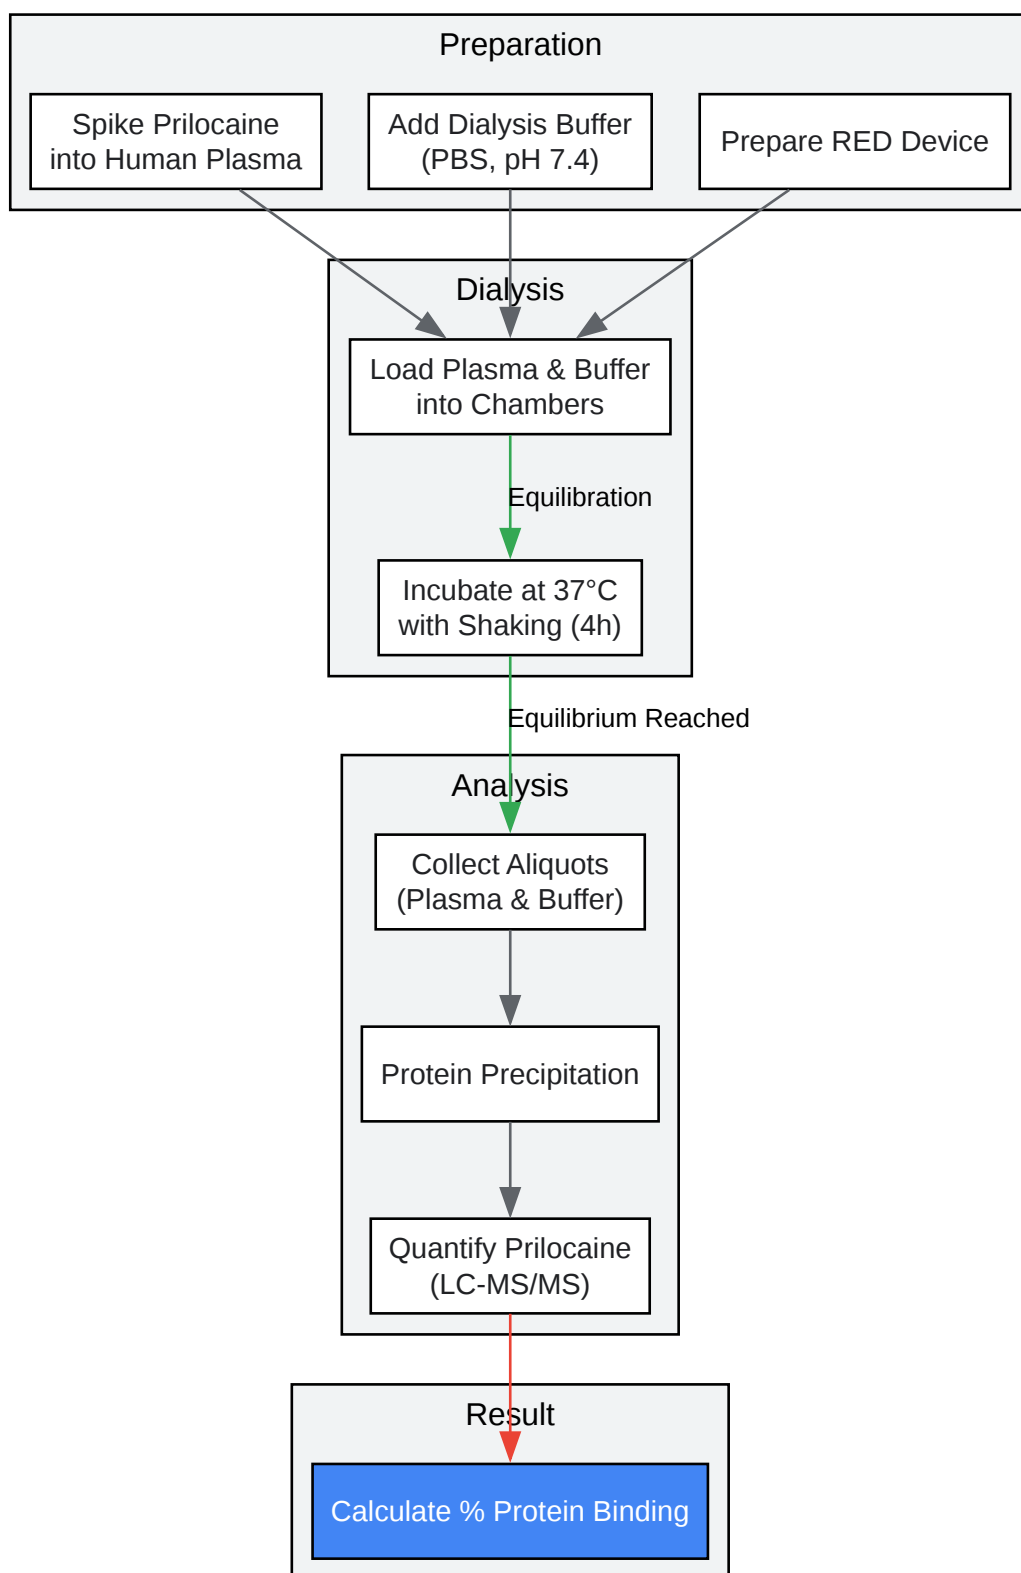 Preparation
Spike Prilocaine
into Human Plasma
Add Dialysis Buffer
(PBS, pH 7.4)
Prepare RED Device
Dialysis
Load Plasma & Buffer
into Chambers
Equilibration
Incubate at 37°C
with Shaking (4h)
Equilibrium Reached
Analysis
Collect Aliquots
(Plasma & Buffer)
Protein Precipitation
Quantify Prilocaine
(LC-MS/MS)
Result
Calculate % Protein Binding